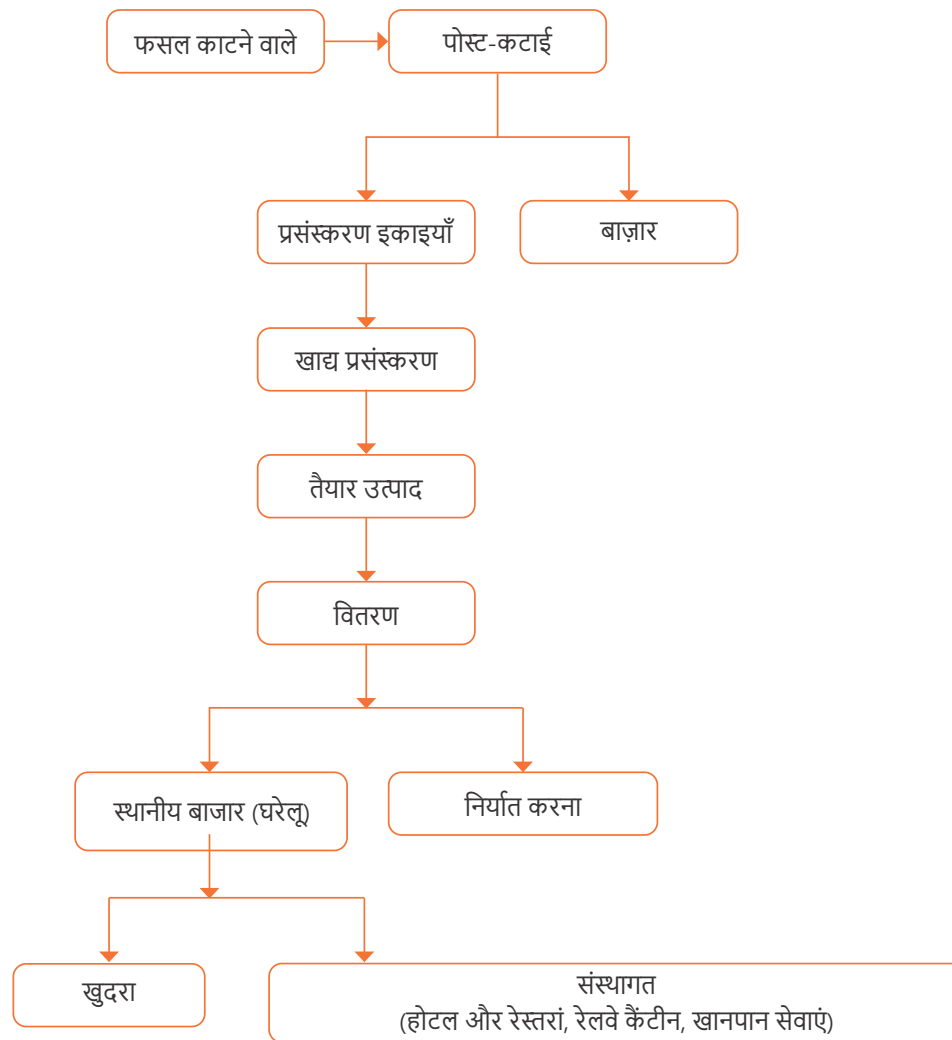 फसल काटने वाले
पोस्ट-कटाई
प्रसंस्करण इकाइयाँ
बाज़ार
खाद्य प्रसंस्करण
तैयार उत्पाद
वितरण
स्थानीय बाजार (घरेलू)
निर्यात करना
खुदरा
संस्थागत
(होटल और रेस्तरां, रेलवे कैंटीन, खानपान सेवाएं)